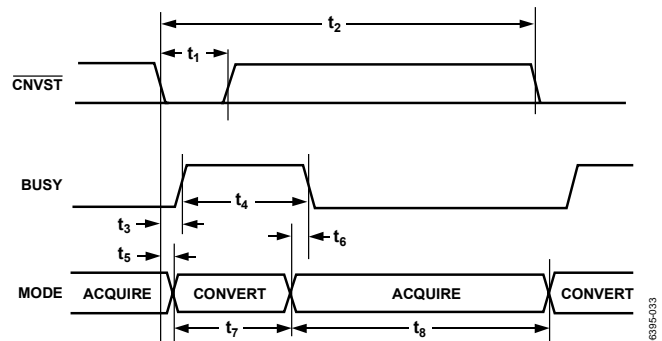 t2
t1
CNVST
BUSY
t4
t3
t6
t5
MODE ACQUIRE CONVERT ACQUIRE CONVERT
t7 t8
6395-033